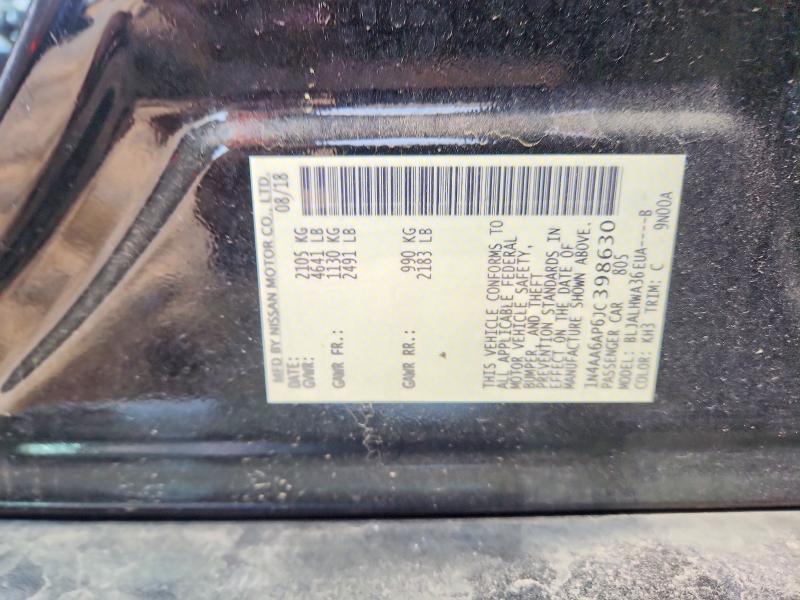 MFD BY NISSAN MOTOR CO., LTD.
DATE: 08/18
GVWR: 2105 KG
4641 LB
GAWR FR.: 1130 KG
2491 LB
GAWR RR.: 990 KG
2183 LB
THIS VEHICLE CONFORMS TO
ALL APPLICABLE FEDERAL
MOTOR VEHICLE SAFETY,
BUMPER, AND THEFT
PREVENTION STANDARDS IN
EFFECT ON THE DATE OF
MANUFACTURE SHOWN ABOVE.
1N4AA6AP6JC398630
PASSENGER CAR 805
MODEL: BLJALHWA36EUA----B
COLOR: KH3 TRIM: C 9N00A